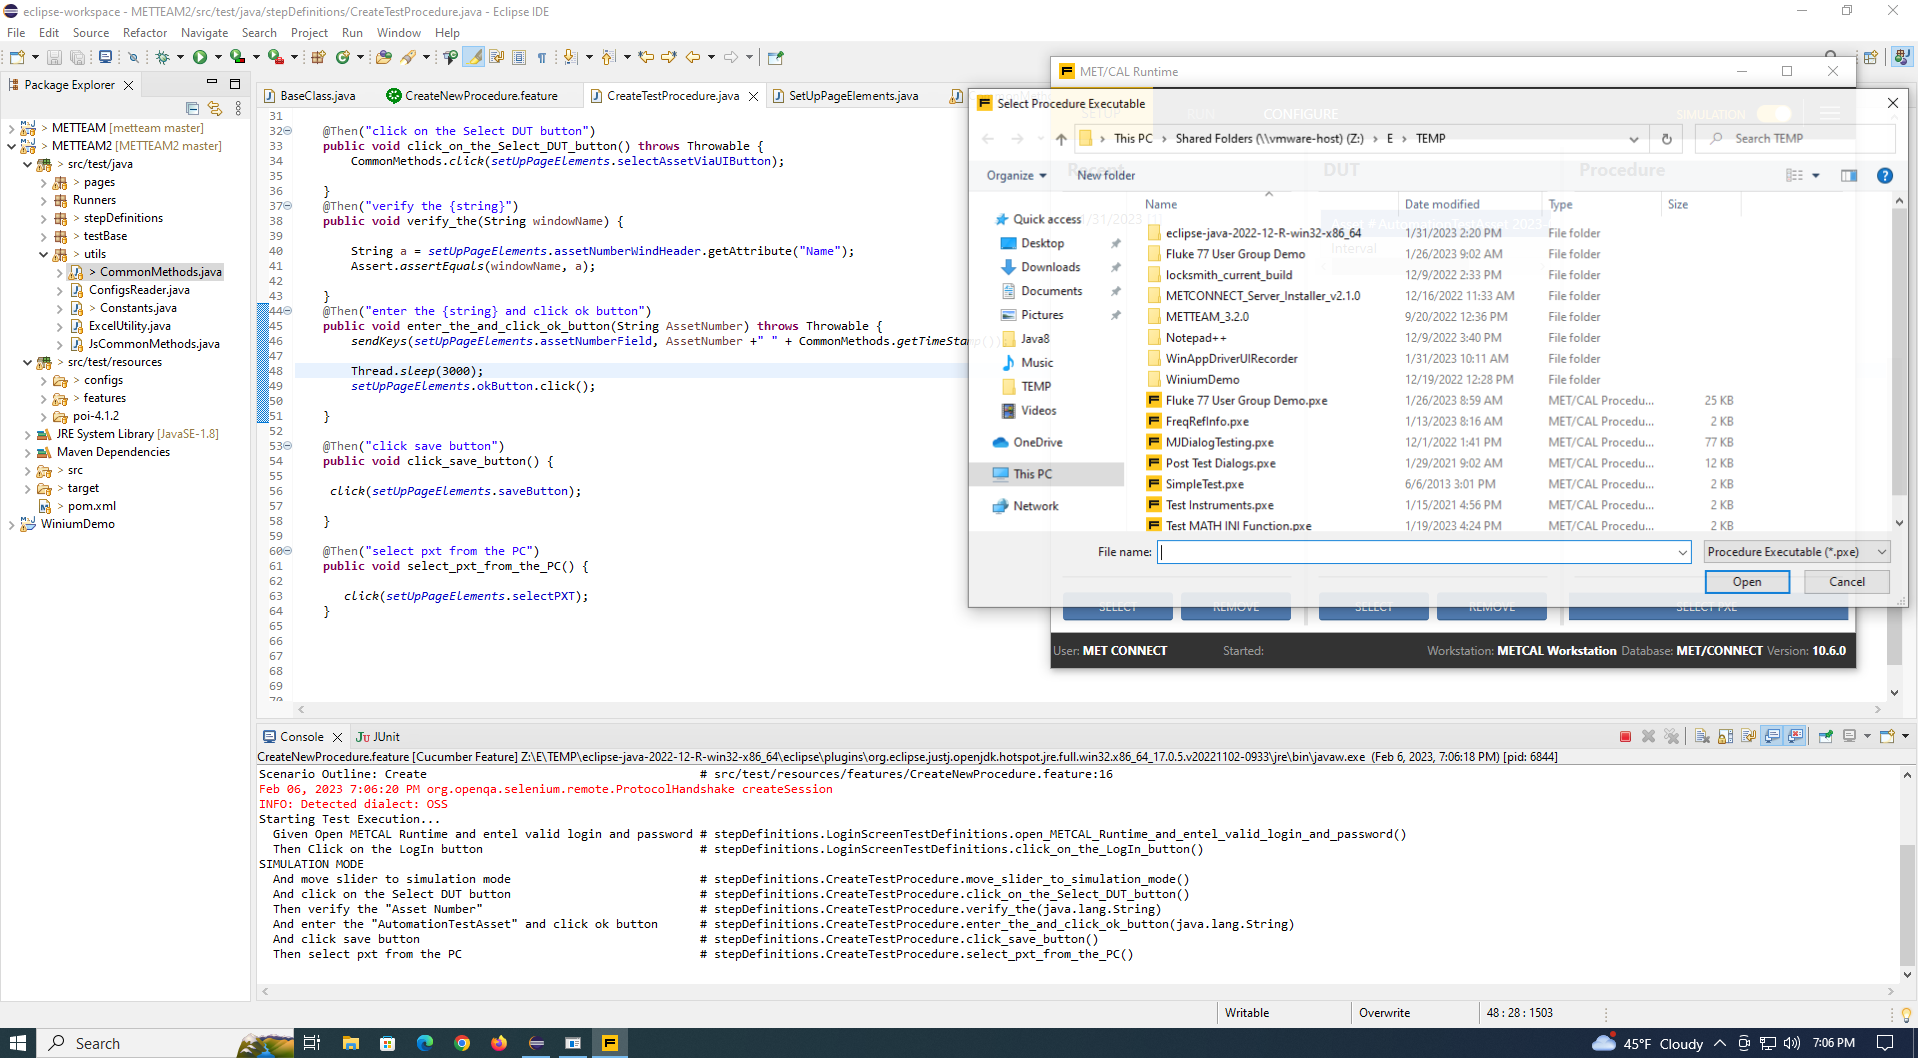 eclipse-workspace - METTEAM2/src/test/java/stepDefinitions/CreateTestProcedure.java - Eclipse IDE
File Edit Source Refactor Navigate Search Project Run Window Help
Package Explorer
> METTEAM [metteam master]
> METTEAM2 [METTEAM2 master]
> src/test/java
> pages
Runners
> stepDefinitions
> testBase
> utils
> CommonMethods.java
ConfigsReader.java
> Constants.java
ExcelUtility.java
> JsCommonMethods.java
> src/test/resources
> configs
> features
poi-4.1.2
JRE System Library [JavaSE-1.8]
Maven Dependencies
> src
> target
> pom.xml
WiniumDemo
BaseClass.java CreateNewProcedure.feature CreateTestProcedure.java SetUpPageElements.java
31
32 @Then("click on the Select DUT button")
33 public void click_on_the_Select_DUT_button() throws Throwable {
34 CommonMethods.click(setUpPageElements.selectAssetViaUIButton);
35
36 }
37 @Then("verify the {string}")
38 public void verify_the(String windowName) {
39
40 String a = setUpPageElements.assetNumberWindHeader.getAttribute("Name");
41 Assert.assertEquals(windowName, a);
42
43 }
44 @Then("enter the {string} and click ok button")
45 public void enter_the_and_click_ok_button(String AssetNumber) throws Throwable {
46 sendKeys(setUpPageElements.assetNumberField, AssetNumber +" " + CommonMethods.getTimeStamp());
47
48 Thread.sleep(3000);
49 setUpPageElements.okButton.click();
50
51 }
52
53 @Then("click save button")
54 public void click_save_button() {
55
56 click(setUpPageElements.saveButton);
57
58 }
59
60 @Then("select pxt from the PC")
61 public void select_pxt_from_the_PC() {
62
63 click(setUpPageElements.selectPXT);
64 }
65
66
67
68
69
70
MET/CAL Runtime
SETUP RUN CONFIGURE SIMULATION
Select Procedure Executable
This PC > Shared Folders (\\vmware-host) (Z:) > E > TEMP
Search TEMP
Organize New folder
Recent DUT Procedure
1/31/2023 (1)
Asset # AutomationTestAsset 2023
Interval
Quick access
Desktop
Downloads
Documents
Pictures
Java8
Music
TEMP
Videos
OneDrive
This PC
Network
Name Date modified Type Size
eclipse-java-2022-12-R-win32-x86_64 1/31/2023 2:20 PM File folder
Fluke 77 User Group Demo 1/26/2023 9:02 AM File folder
locksmith_current_build 12/9/2022 2:33 PM File folder
METCONNECT_Server_Installer_v2.1.0 12/16/2022 11:33 AM File folder
METTEAM_3.2.0 9/20/2022 12:36 PM File folder
Notepad++ 12/9/2022 3:40 PM File folder
WinAppDriverUIRecorder 1/31/2023 10:11 AM File folder
WiniumDemo 12/19/2022 12:28 PM File folder
Fluke 77 User Group Demo.pxe 1/26/2023 8:59 AM MET/CAL Procedu... 25 KB
FreqRefInfo.pxe 1/13/2023 8:16 AM MET/CAL Procedu... 2 KB
MJDialogTesting.pxe 12/1/2022 1:41 PM MET/CAL Procedu... 77 KB
Post Test Dialogs.pxe 1/29/2021 9:02 AM MET/CAL Procedu... 12 KB
SimpleTest.pxe 6/6/2013 3:01 PM MET/CAL Procedu... 2 KB
Test Instruments.pxe 1/15/2021 4:56 PM MET/CAL Procedu... 2 KB
Test MATH INI Function.pxe 1/19/2023 4:24 PM MET/CAL Procedu... 2 KB
File name: Procedure Executable (*.pxe)
Open Cancel
SELECT REMOVE SELECT REMOVE SELECT PXE
User: MET CONNECT Started: Workstation: METCAL Workstation Database: MET/CONNECT Version: 10.6.0
Console JUnit
CreateNewProcedure.feature [Cucumber Feature] Z:\E\TEMP\eclipse-java-2022-12-R-win32-x86_64\eclipse\plugins\org.eclipse.justj.openjdk.hotspot.jre.full.win32.x86_64_17.0.5.v20221102-0933\jre\bin\javaw.exe (Feb 6, 2023, 7:06:18 PM) [pid: 6844]
Scenario Outline: Create # src/test/resources/features/CreateNewProcedure.feature:16
Feb 06, 2023 7:06:20 PM org.openqa.selenium.remote.ProtocolHandshake createSession
INFO: Detected dialect: OSS
Starting Test Execution...
Given Open METCAL Runtime and entel valid login and password # stepDefinitions.LoginScreenTestDefinitions.open_METCAL_Runtime_and_entel_valid_login_and_password()
Then Click on the LogIn button # stepDefinitions.LoginScreenTestDefinitions.click_on_the_LogIn_button()
SIMULATION MODE
And move slider to simulation mode # stepDefinitions.CreateTestProcedure.move_slider_to_simulation_mode()
And click on the Select DUT button # stepDefinitions.CreateTestProcedure.click_on_the_Select_DUT_button()
Then verify the "Asset Number" # stepDefinitions.CreateTestProcedure.verify_the(java.lang.String)
And enter the "AutomationTestAsset" and click ok button # stepDefinitions.CreateTestProcedure.enter_the_and_click_ok_button(java.lang.String)
And click save button # stepDefinitions.CreateTestProcedure.click_save_button()
Then select pxt from the PC # stepDefinitions.CreateTestProcedure.select_pxt_from_the_PC()
Writable Overwrite 48 : 28 : 1503
Search 45°F Cloudy 7:06 PM